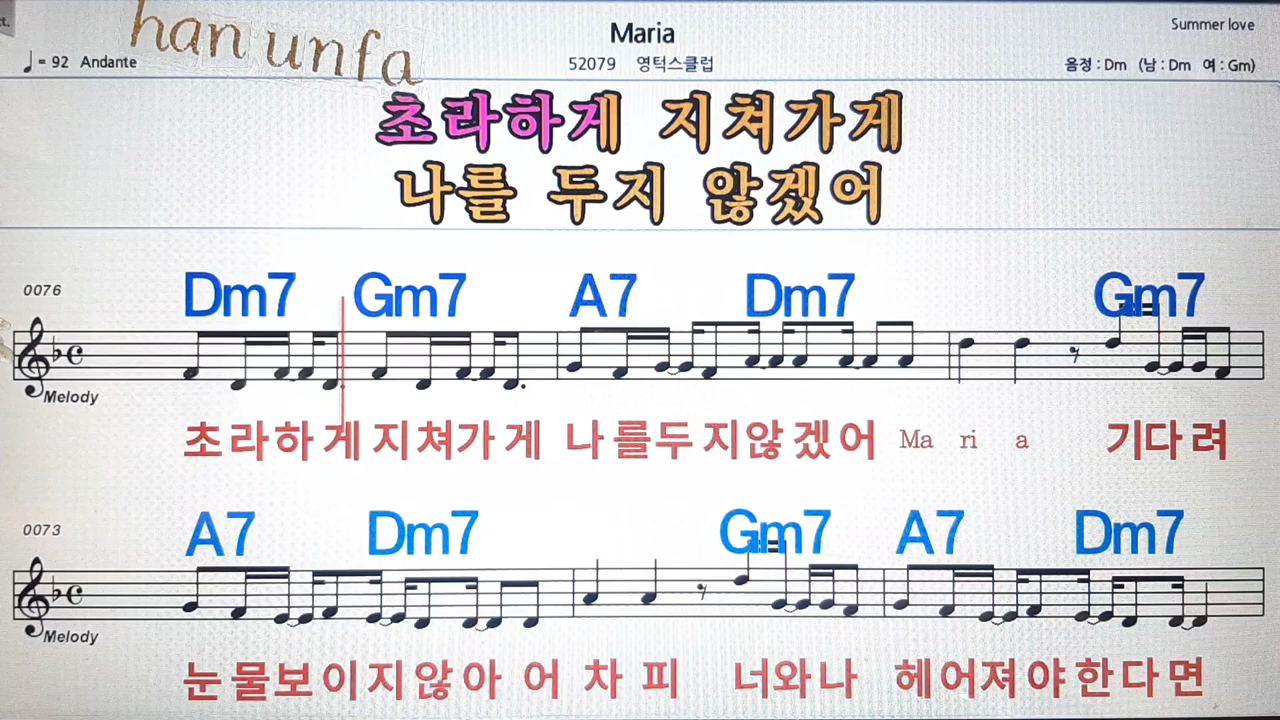 han unfa
Maria
Summer love
♩= 92 Andante
52079 영턱스클럽
음정 : Dm (남 : Dm 여 : Gm)
초라하게 지쳐가게
나를 두지 않겠어
0076
Dm7 Gm7 A7 Dm7 Gm7
Melody
초라하게지쳐가게 나를두지않겠어 Ma ri a 기다려
0073
A7 Dm7 Gm7 A7 Dm7
Melody
눈물보이지않아 어 차 피 너와나 헤어져야한다면